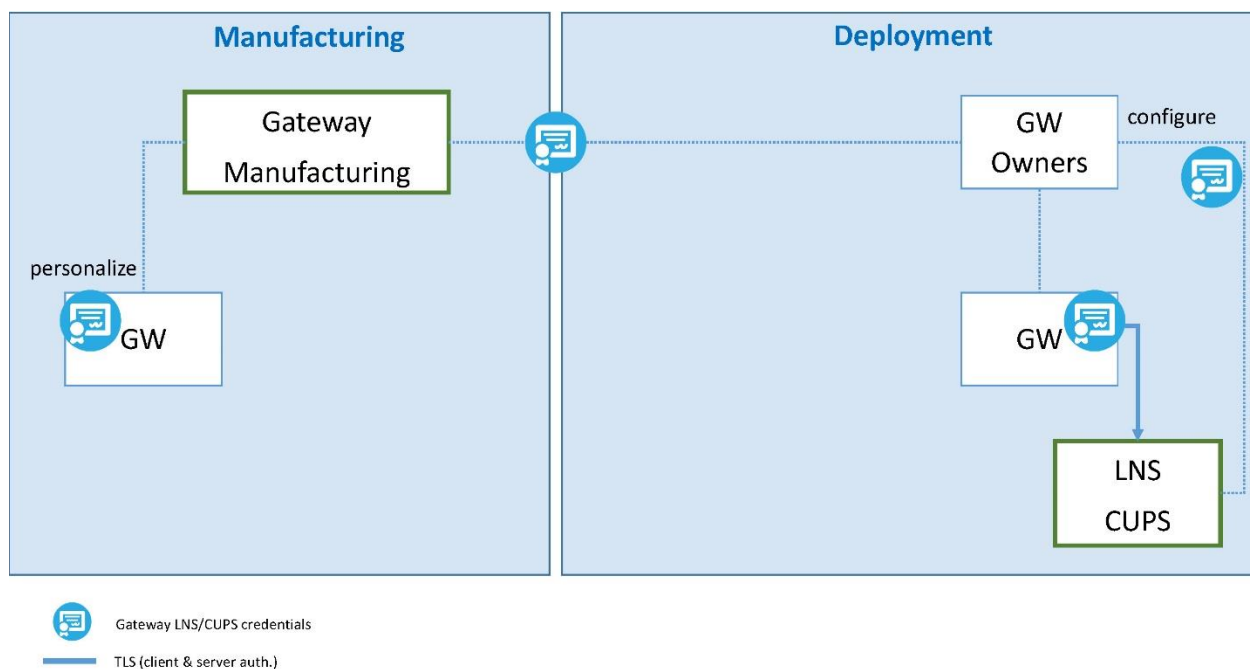 Manufacturing
Gateway
Manufacturing
personalize
GW
Deployment
GW
Owners
configure
GW
LNS
CUPS
Gateway LNS/CUPS credentials
TLS (client & server auth.)